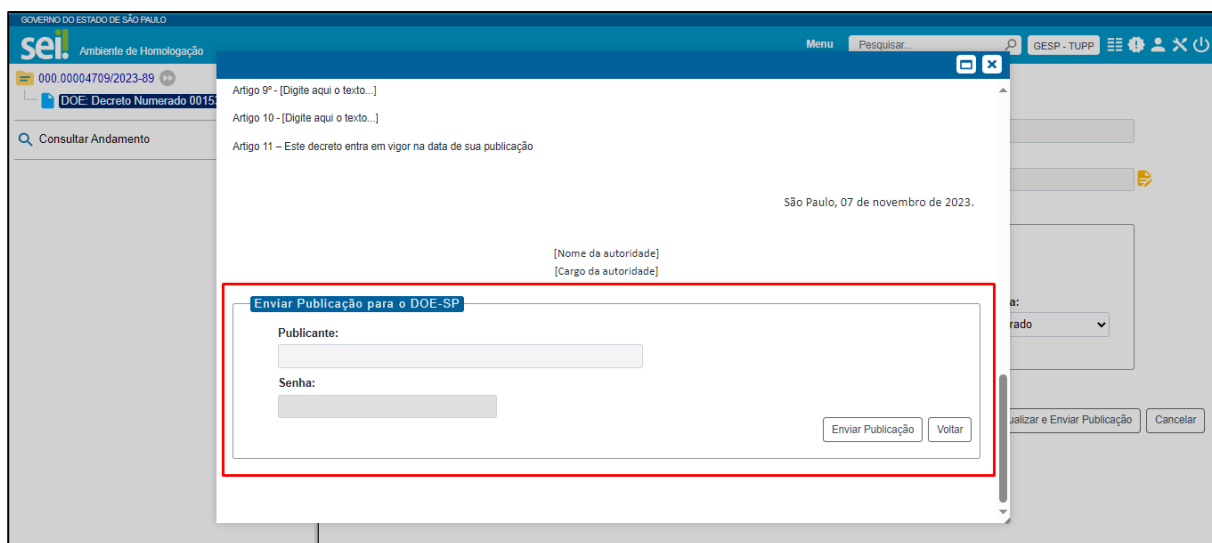 GOVERNO DO ESTADO DE SÃO PAULO
sei. Ambiente de Homologação
Menu Pesquisar... GESP - TUPP
000.00004709/2023-89
DOE: Decreto Numerado
Consultar Andamento
Artigo 9º - [Digite aqui o texto...]
Artigo 10 - [Digite aqui o texto...]
Artigo 11 – Este decreto entra em vigor na data de sua publicação
São Paulo, 07 de novembro de 2023.
[Nome da autoridade]
[Cargo da autoridade]
Enviar Publicação para o DOE-SP
Publicante:
Senha:
Enviar Publicação Voltar
a:
rado
ualizar e Enviar Publicação Cancelar